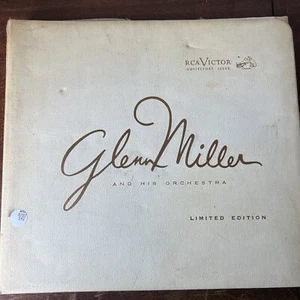 RCA VICTOR
Glenn Miller
AND HIS ORCHESTRA
LIMITED EDITION